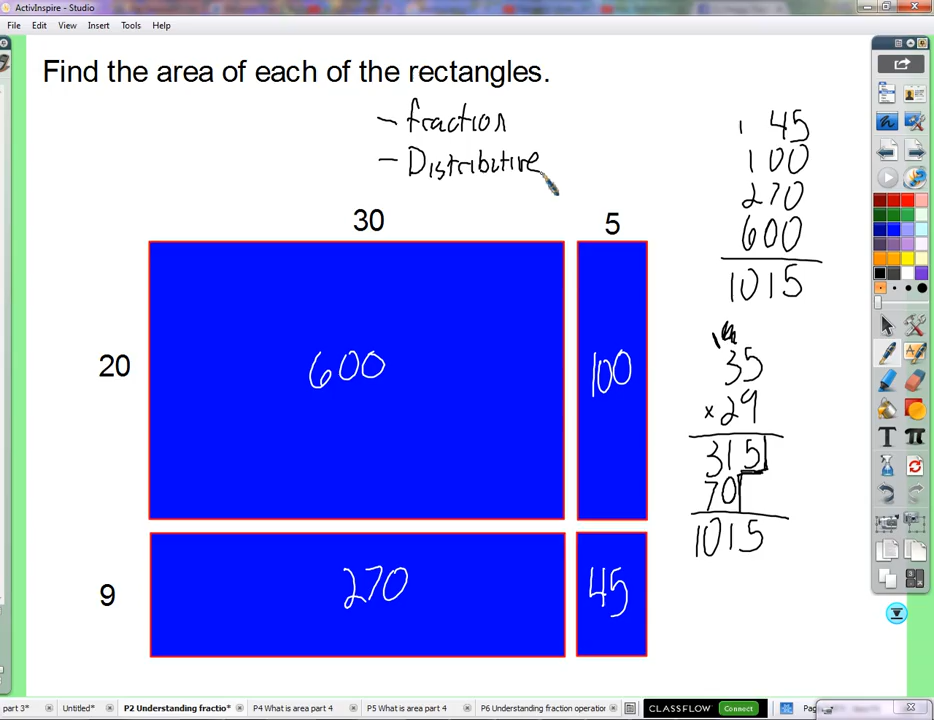 ActivInspire - Studio
File Edit View Insert Tools Help
Find the area of each of the rectangles.
- fraction
- Distributive
30
5
20
9
600
100
270
45
1 45
100
270
600
1015
35
×29
315
70
1015
part 3*
Untitled*
P2 Understanding fractio*
P4 What is area part 4
P5 What is area part 4
P6 Understanding fraction operation
CLASSFLOW Connect